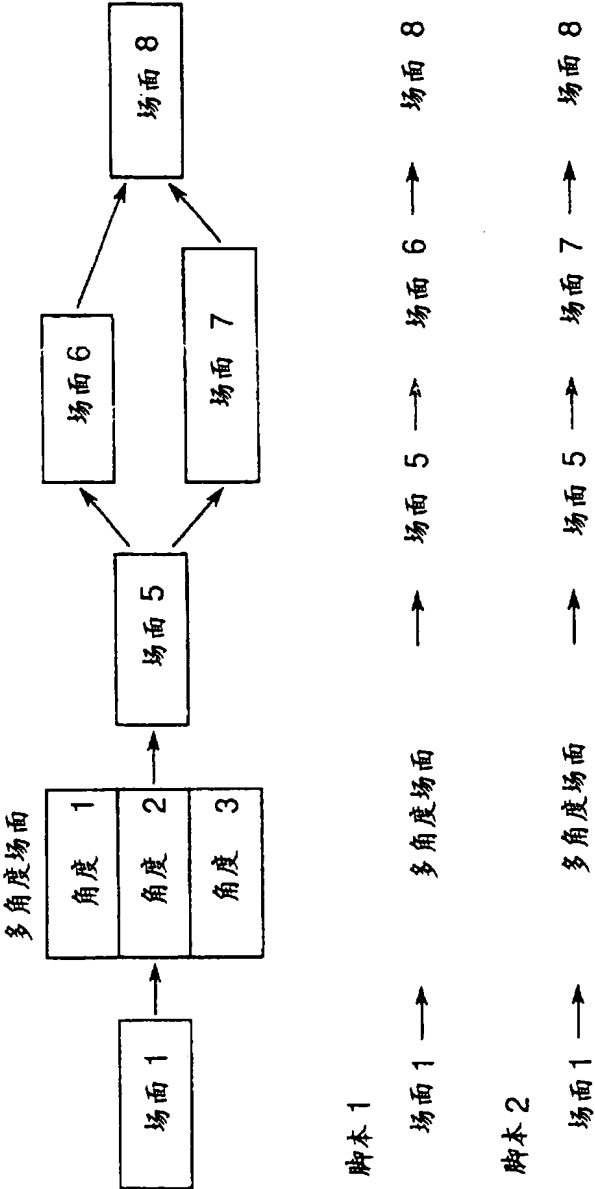 多角度场面
场面 1
角度 1
角度 2
角度 3
场面 5
场面 6
场面 7
场面 8
脚本 1
场面 1 → 多角度场面 → 场面 5 → 场面 6 → 场面 8
脚本 2
场面 1 → 多角度场面 → 场面 5 → 场面 7 → 场面 8